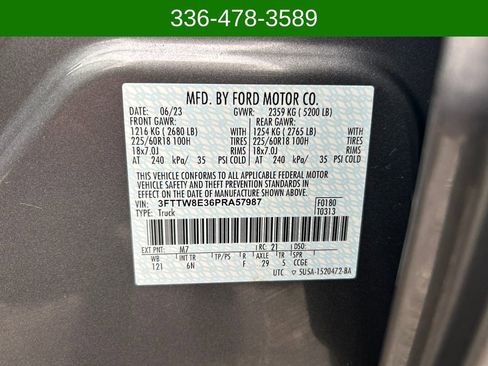 336-478-3589
MFD. BY FORD MOTOR CO.
DATE: 06/23 GVWR: 2359 KG ( 5200 LB)
FRONT GAWR: REAR GAWR:
1216 KG ( 2680 LB) WITH 1254 KG ( 2765 LB) WITH
225/60R18 100H TIRES 225/60R18 100H TIRES
18x7.0J RIMS 18x7.0J RIMS
AT 240 kPa/ 35 PSI COLD AT 240 kPa/ 35 PSI COLD
THIS VEHICLE CONFORMS TO ALL APPLICABLE FEDERAL MOTOR
VEHICLE SAFETY AND BUMPER STANDARDS IN EFFECT ON THE DATE OF MANUFACTURE SHOWN ABOVE.
VIN: 3FTTW8E36PRA57987 F0180
TYPE: Truck T0313
EXT PNT: M7 RC: 21 DSO:
WB INT TR TP/PS R AXLE TR SPR
121 6N F 29 5 CCGE
UTC 5U5A-1520472-BA